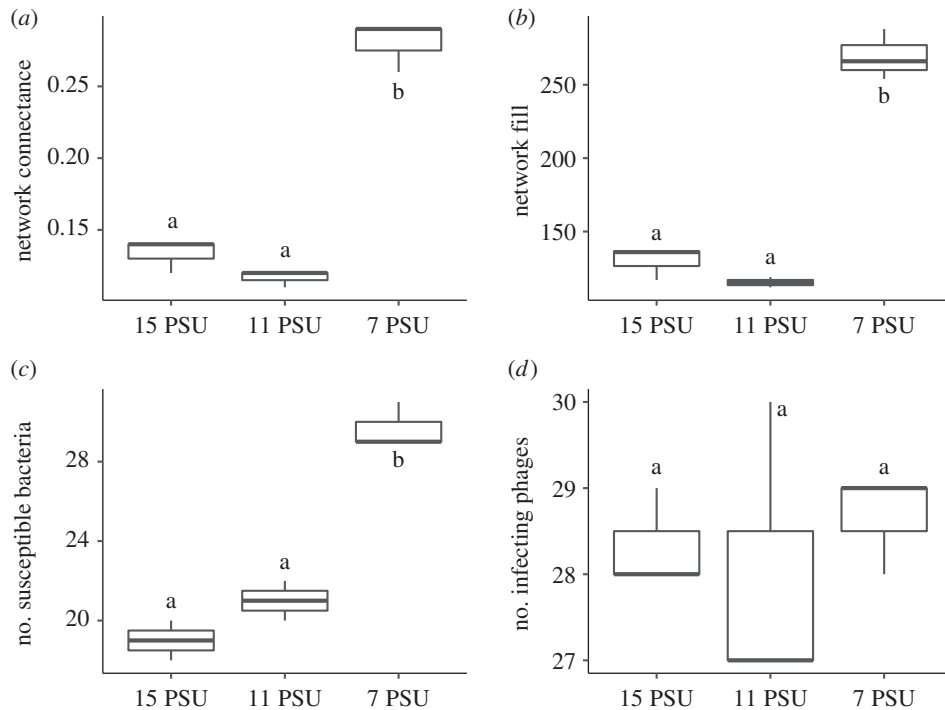 (a)
network connectance
0.25
0.20
0.15
a
a
b
15 PSU 11 PSU 7 PSU
(b)
network fill
250
200
150
a
a
b
15 PSU 11 PSU 7 PSU
(c)
no. susceptible bacteria
28
24
20
a
a
b
15 PSU 11 PSU 7 PSU
(d)
no. infecting phages
30
29
28
27
a
a
a
15 PSU 11 PSU 7 PSU